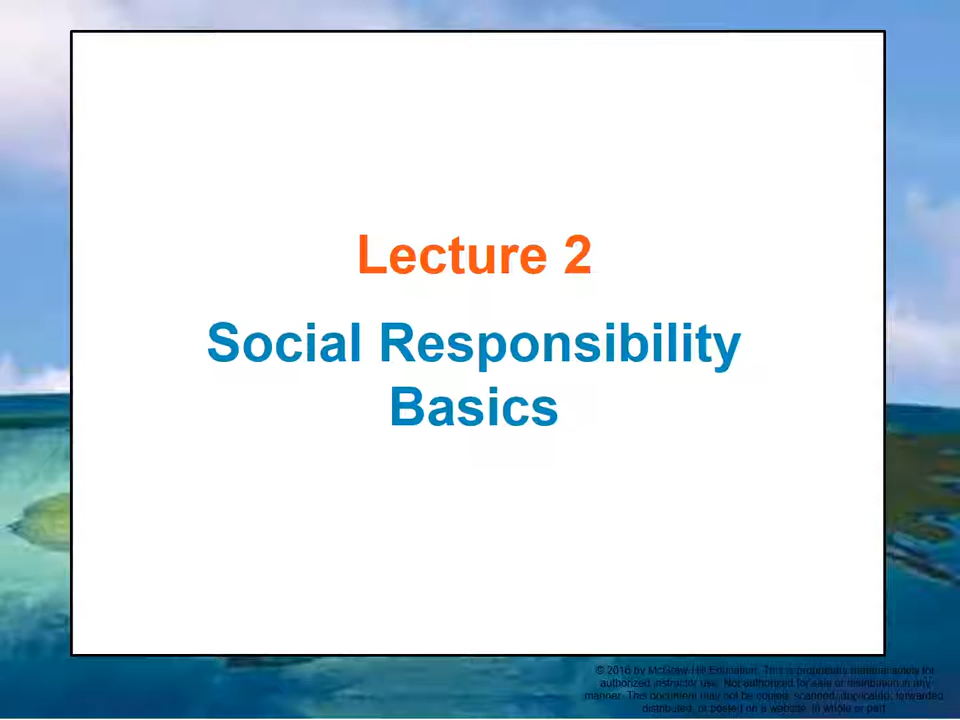 Lecture 2
Social Responsibility
Basics
© 2016 by McGraw-Hill Education. This is proprietary material solely for
authorized instructor use. Not authorized for sale or distribution in any
manner. This document may not be copied, scanned, duplicated, forwarded,
distributed, or posted on a website, in whole or part.